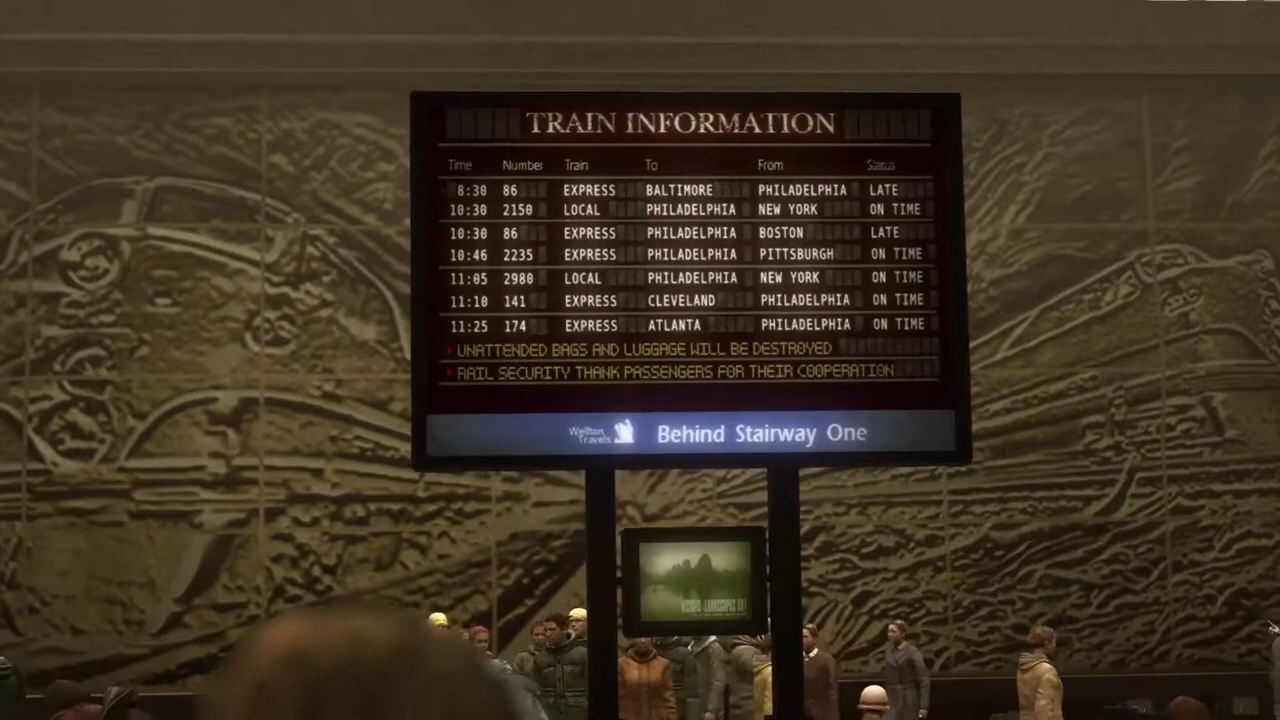 TRAIN INFORMATION
Time Number Train To From Status
8:30 86 EXPRESS BALTIMORE PHILADELPHIA LATE
10:30 2150 LOCAL PHILADELPHIA NEW YORK ON TIME
10:30 86 EXPRESS PHILADELPHIA BOSTON LATE
10:46 2235 EXPRESS PHILADELPHIA PITTSBURGH ON TIME
11:05 2980 LOCAL PHILADELPHIA NEW YORK ON TIME
11:10 141 EXPRESS CLEVELAND PHILADELPHIA ON TIME
11:25 174 EXPRESS ATLANTA PHILADELPHIA ON TIME
UNATTENDED BAGS AND LUGGAGE WILL BE DESTROYED
RAIL SECURITY THANK PASSENGERS FOR THEIR COOPERATION
Wellton
Travels
Behind Stairway One